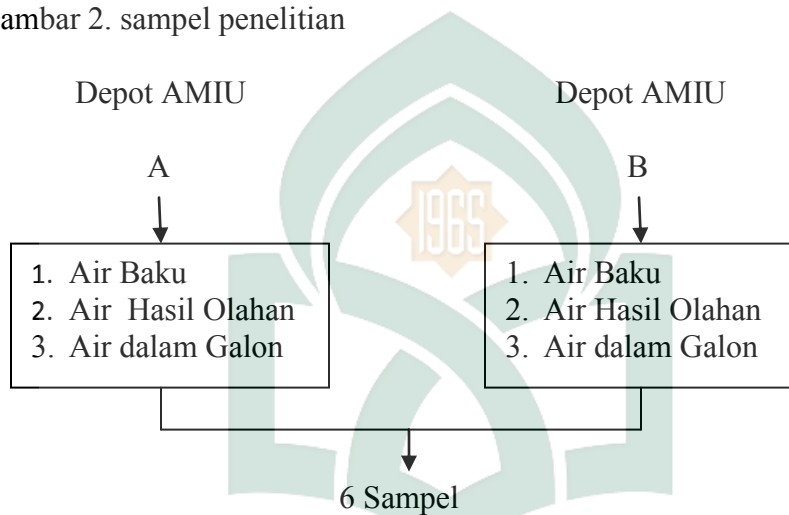 ambar 2. sampel penelitian
Depot AMIU
A
1. Air Baku
2. Air Hasil Olahan
3. Air dalam Galon
Depot AMIU
B
1. Air Baku
2. Air Hasil Olahan
3. Air dalam Galon
6 Sampel
1965